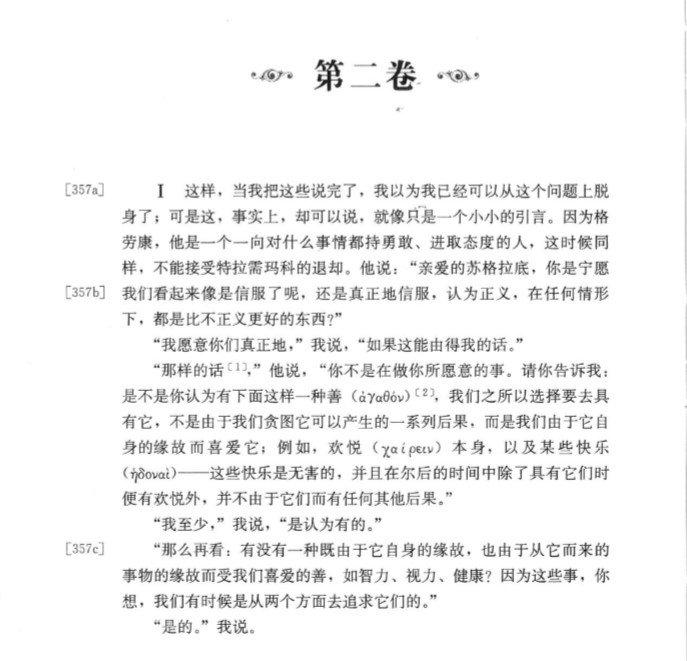 第二卷
[357a] I 这样，当我把这些说完了，我以为我已经可以从这个问题上脱
身了；可是这，事实上，却可以说，就像只是一个小小的引言。因为格
劳康，他是一个一向对什么事情都持勇敢、进取态度的人，这时候同
样，不能接受特拉需玛科的退却。他说：“亲爱的苏格拉底，你是宁愿
[357b] 我们看起来像是信服了呢，还是真正地信服，认为正义，在任何情形
下，都是比不正义更好的东西？”
“我愿意你们真正地，”我说，“如果这能由得我的话。”
“那样的话〔1〕，”他说，“你不是在做你所愿意的事。请你告诉我：
是不是你认为有下面这样一种善（ἀγαθόν）〔2〕，我们之所以选择要去具
有它，不是由于我们贪图它可以产生的一系列后果，而是我们由于它自
身的缘故而喜爱它；例如，欢悦（χαίρειν）本身，以及某些快乐
（ἡδοναὶ）——这些快乐是无害的，并且在尔后的时间中除了具有它们时
便有欢悦外，并不由于它们而有任何其他后果。”
“我至少，”我说，“是认为有的。”
[357c] “那么再看：有没有一种既由于它自身的缘故，也由于从它而来的
事物的缘故而受我们喜爱的善，如智力、视力、健康？因为这些事，你
想，我们有时候是从两个方面去追求它们的。”
“是的。”我说。